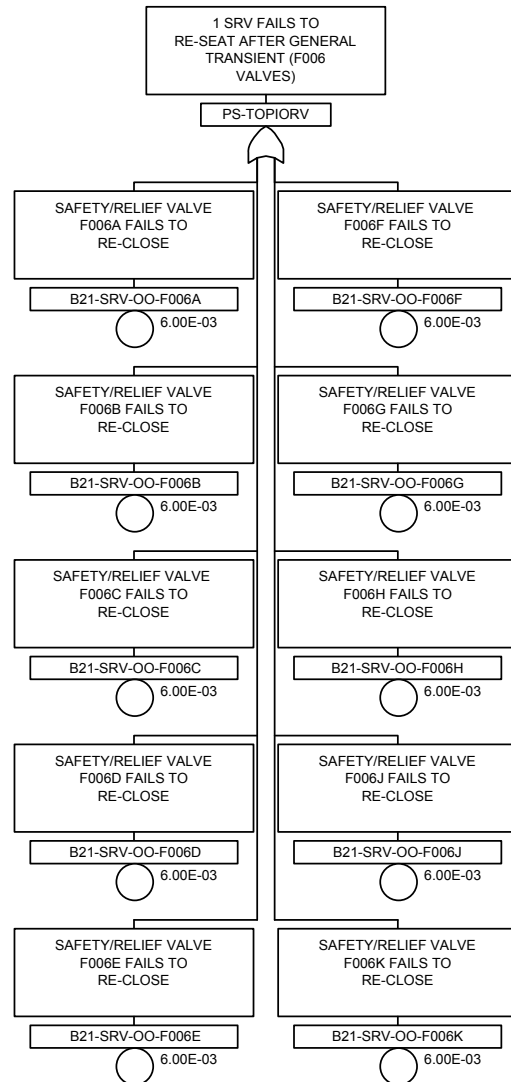 1 SRV FAILS TO
RE-SEAT AFTER GENERAL
TRANSIENT (F006
VALVES)
PS-TOPIORV
SAFETY/RELIEF VALVE
F006A FAILS TO
RE-CLOSE
B21-SRV-OO-F006A
6.00E-03
SAFETY/RELIEF VALVE
F006F FAILS TO
RE-CLOSE
B21-SRV-OO-F006F
6.00E-03
SAFETY/RELIEF VALVE
F006B FAILS TO
RE-CLOSE
B21-SRV-OO-F006B
6.00E-03
SAFETY/RELIEF VALVE
F006G FAILS TO
RE-CLOSE
B21-SRV-OO-F006G
6.00E-03
SAFETY/RELIEF VALVE
F006C FAILS TO
RE-CLOSE
B21-SRV-OO-F006C
6.00E-03
SAFETY/RELIEF VALVE
F006H FAILS TO
RE-CLOSE
B21-SRV-OO-F006H
6.00E-03
SAFETY/RELIEF VALVE
F006D FAILS TO
RE-CLOSE
B21-SRV-OO-F006D
6.00E-03
SAFETY/RELIEF VALVE
F006J FAILS TO
RE-CLOSE
B21-SRV-OO-F006J
6.00E-03
SAFETY/RELIEF VALVE
F006E FAILS TO
RE-CLOSE
B21-SRV-OO-F006E
6.00E-03
SAFETY/RELIEF VALVE
F006K FAILS TO
RE-CLOSE
B21-SRV-OO-F006K
6.00E-03